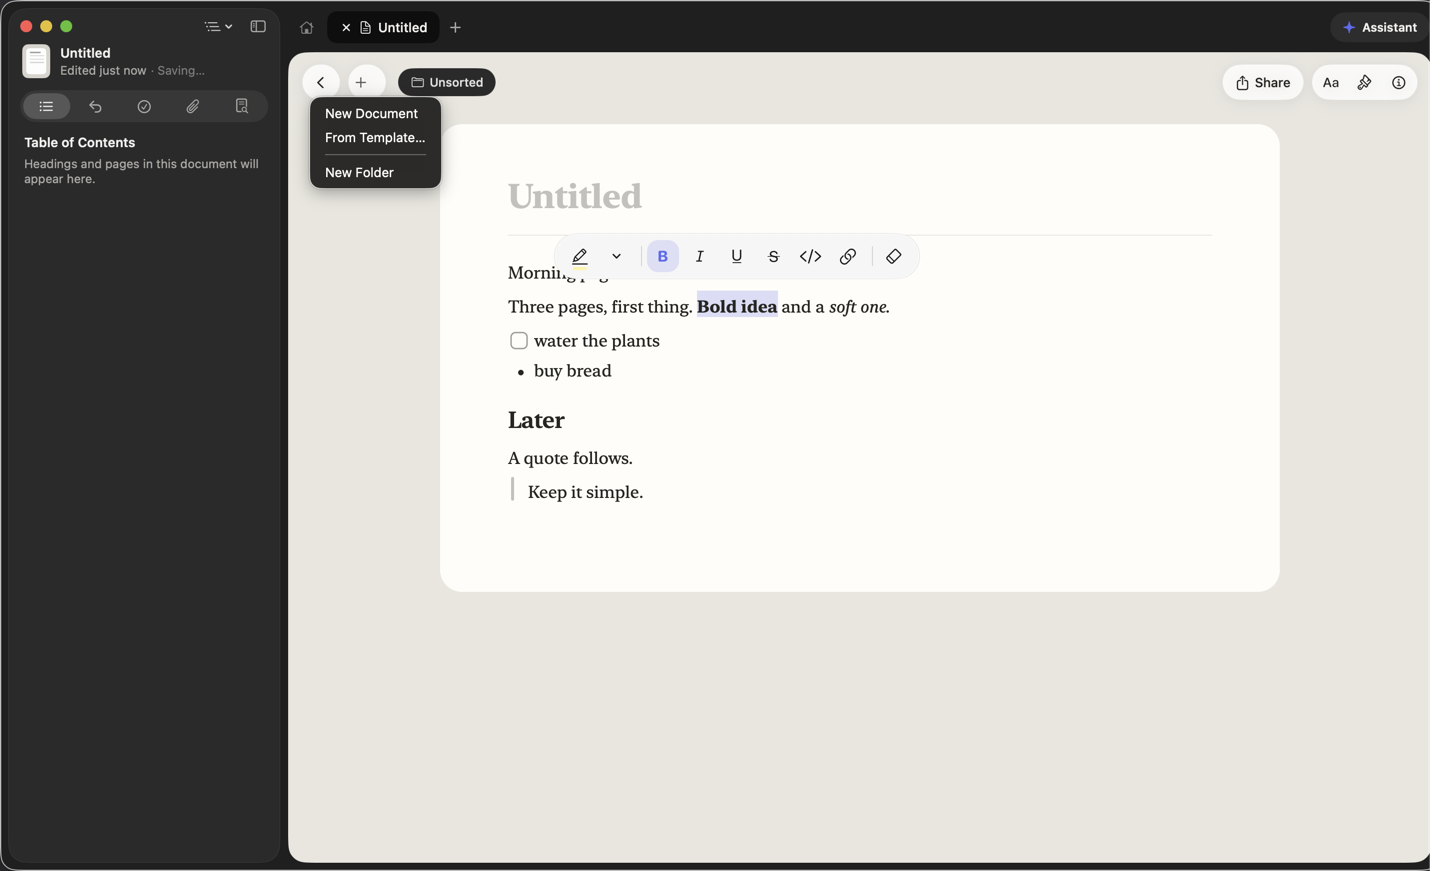 Untitled
Edited just now · Saving...
Table of Contents
Headings and pages in this document will
appear here.
Untitled
Assistant
Unsorted
Share
Aa
New Document
From Template...
New Folder
Untitled
B I U S </>
Morning
Three pages, first thing. Bold idea and a soft one.
water the plants
• buy bread
Later
A quote follows.
Keep it simple.